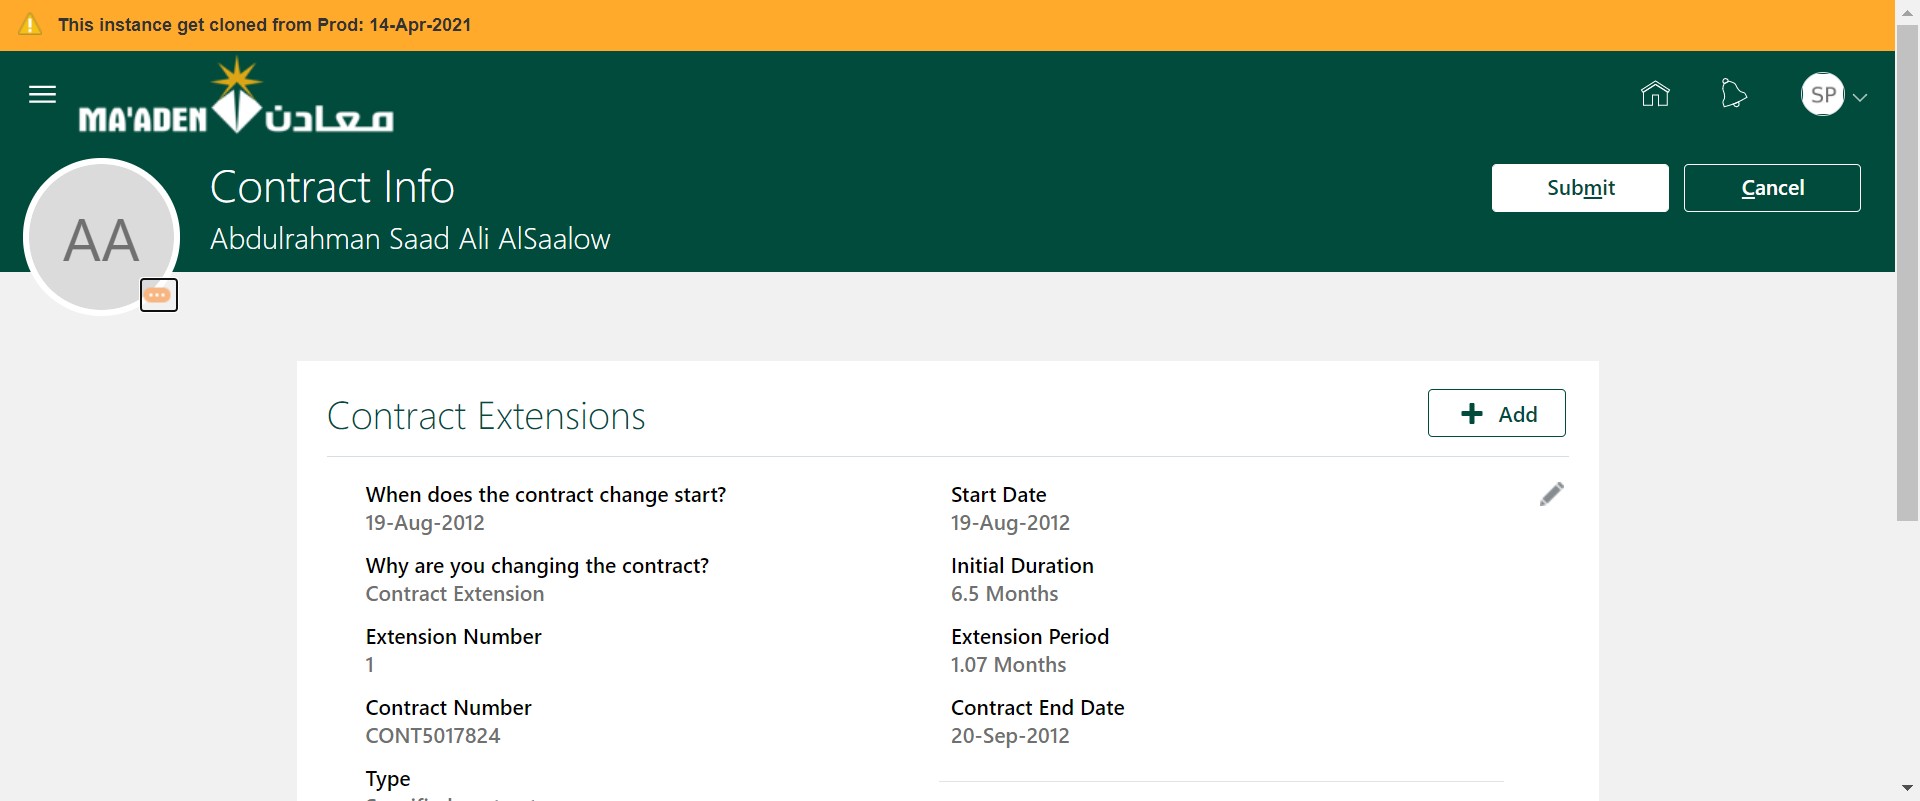 This instance get cloned from Prod: 14-Apr-2021
MA'ADEN معادن
SP
AA
Contract Info
Abdulrahman Saad Ali AlSaalow
Submit
Cancel
Contract Extensions
Add
When does the contract change start?
19-Aug-2012
Start Date
19-Aug-2012
Why are you changing the contract?
Contract Extension
Initial Duration
6.5 Months
Extension Number
1
Extension Period
1.07 Months
Contract Number
CONT5017824
Contract End Date
20-Sep-2012
Type